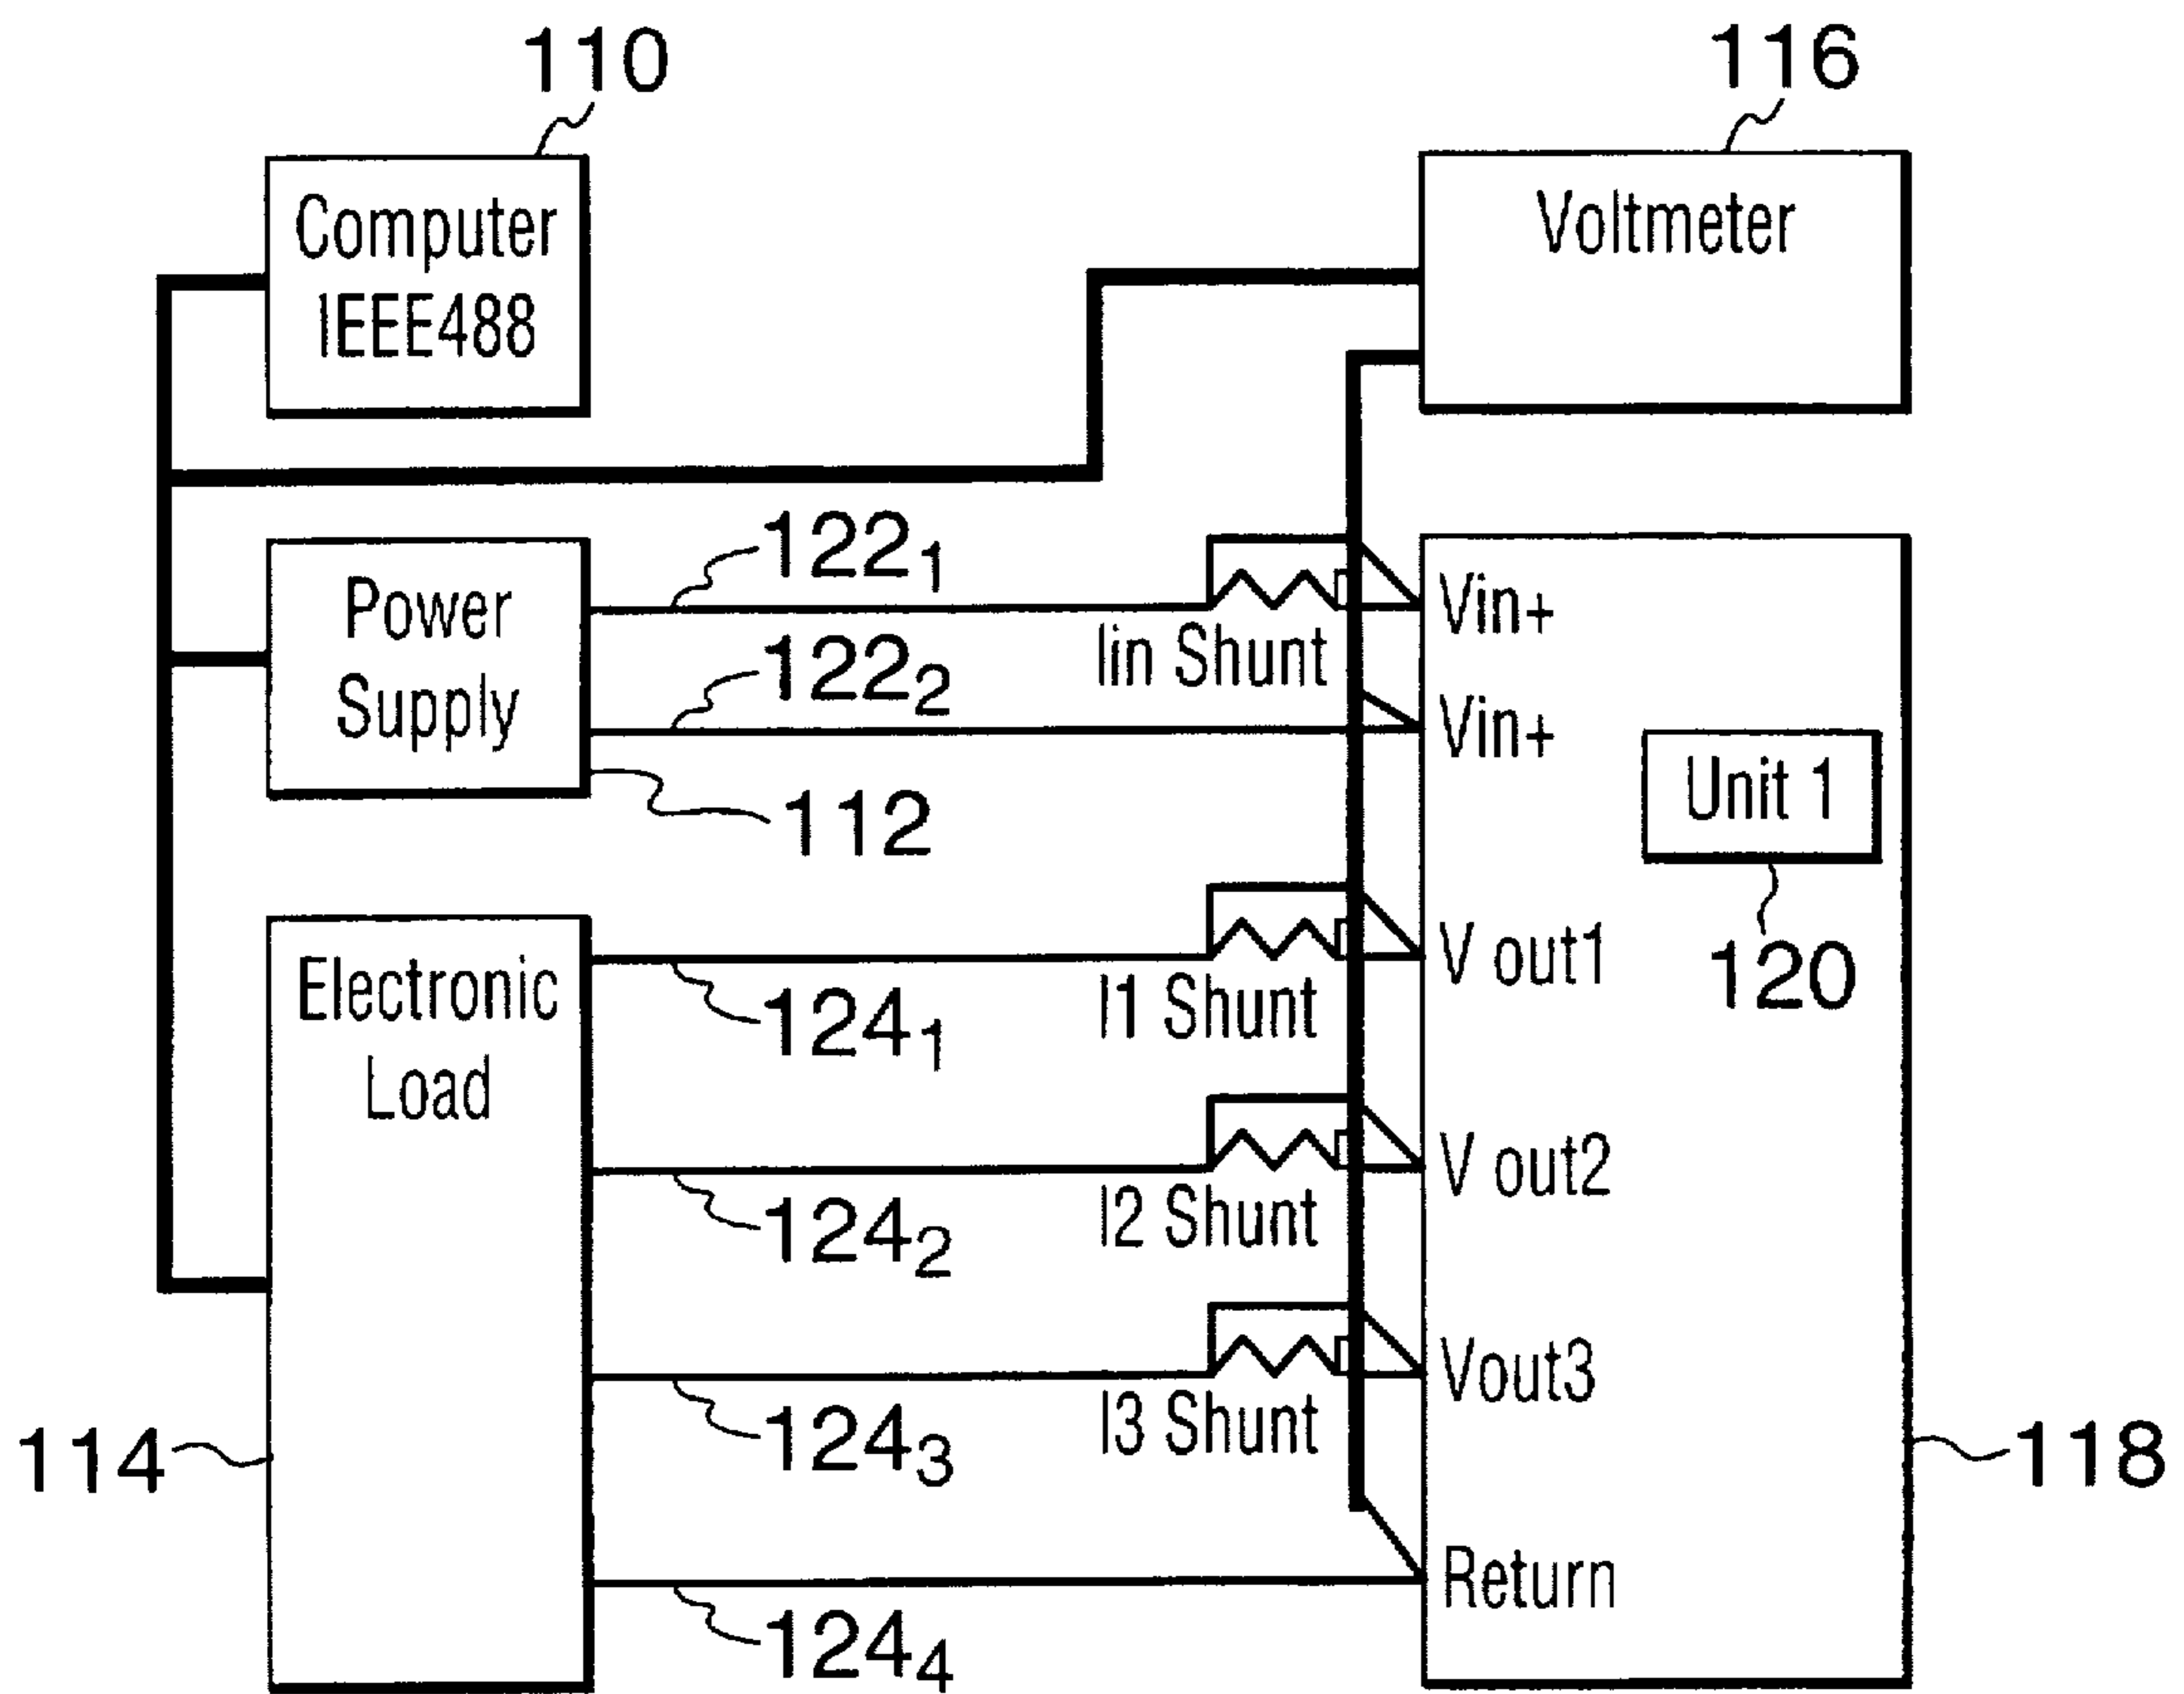 110
116
Computer
IEEE488
Voltmeter
122₁
Power
Supply
Iin Shunt
Vin+
122₂
Vin+
112
Unit 1
120
Electronic
Load
124₁
I1 Shunt
V out1
124₂
I2 Shunt
V out2
124₃
I3 Shunt
Vout3
114
118
124₄
Return